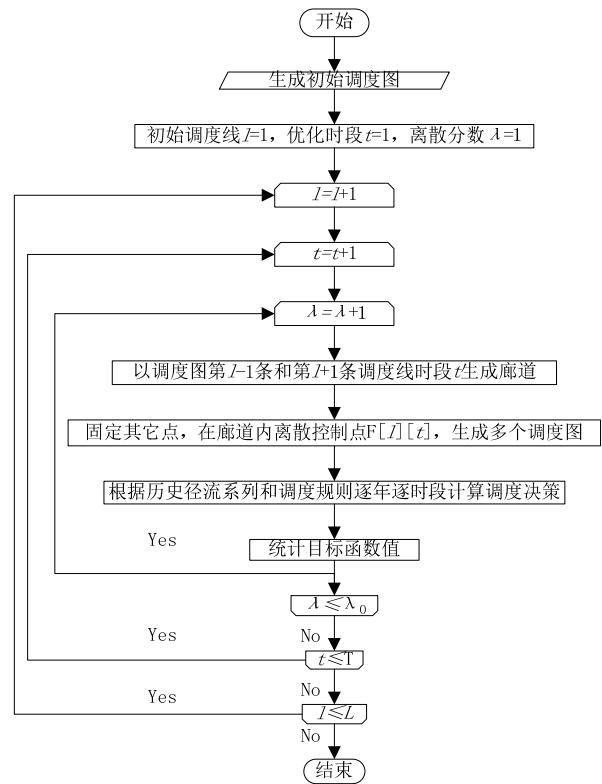 开始
生成初始调度图
初始调度线l=1，优化时段t=1，离散分数λ=1
l=l+1
t=t+1
λ=λ+1
以调度图第l-1条和第l+1条调度线时段t生成廊道
固定其它点，在廊道内离散控制点F[l][t]，生成多个调度图
根据历史径流系列和调度规则逐年逐时段计算调度决策
Yes
统计目标函数值
λ≤λ0
Yes
No
t≤T
Yes
No
l≤L
No
结束